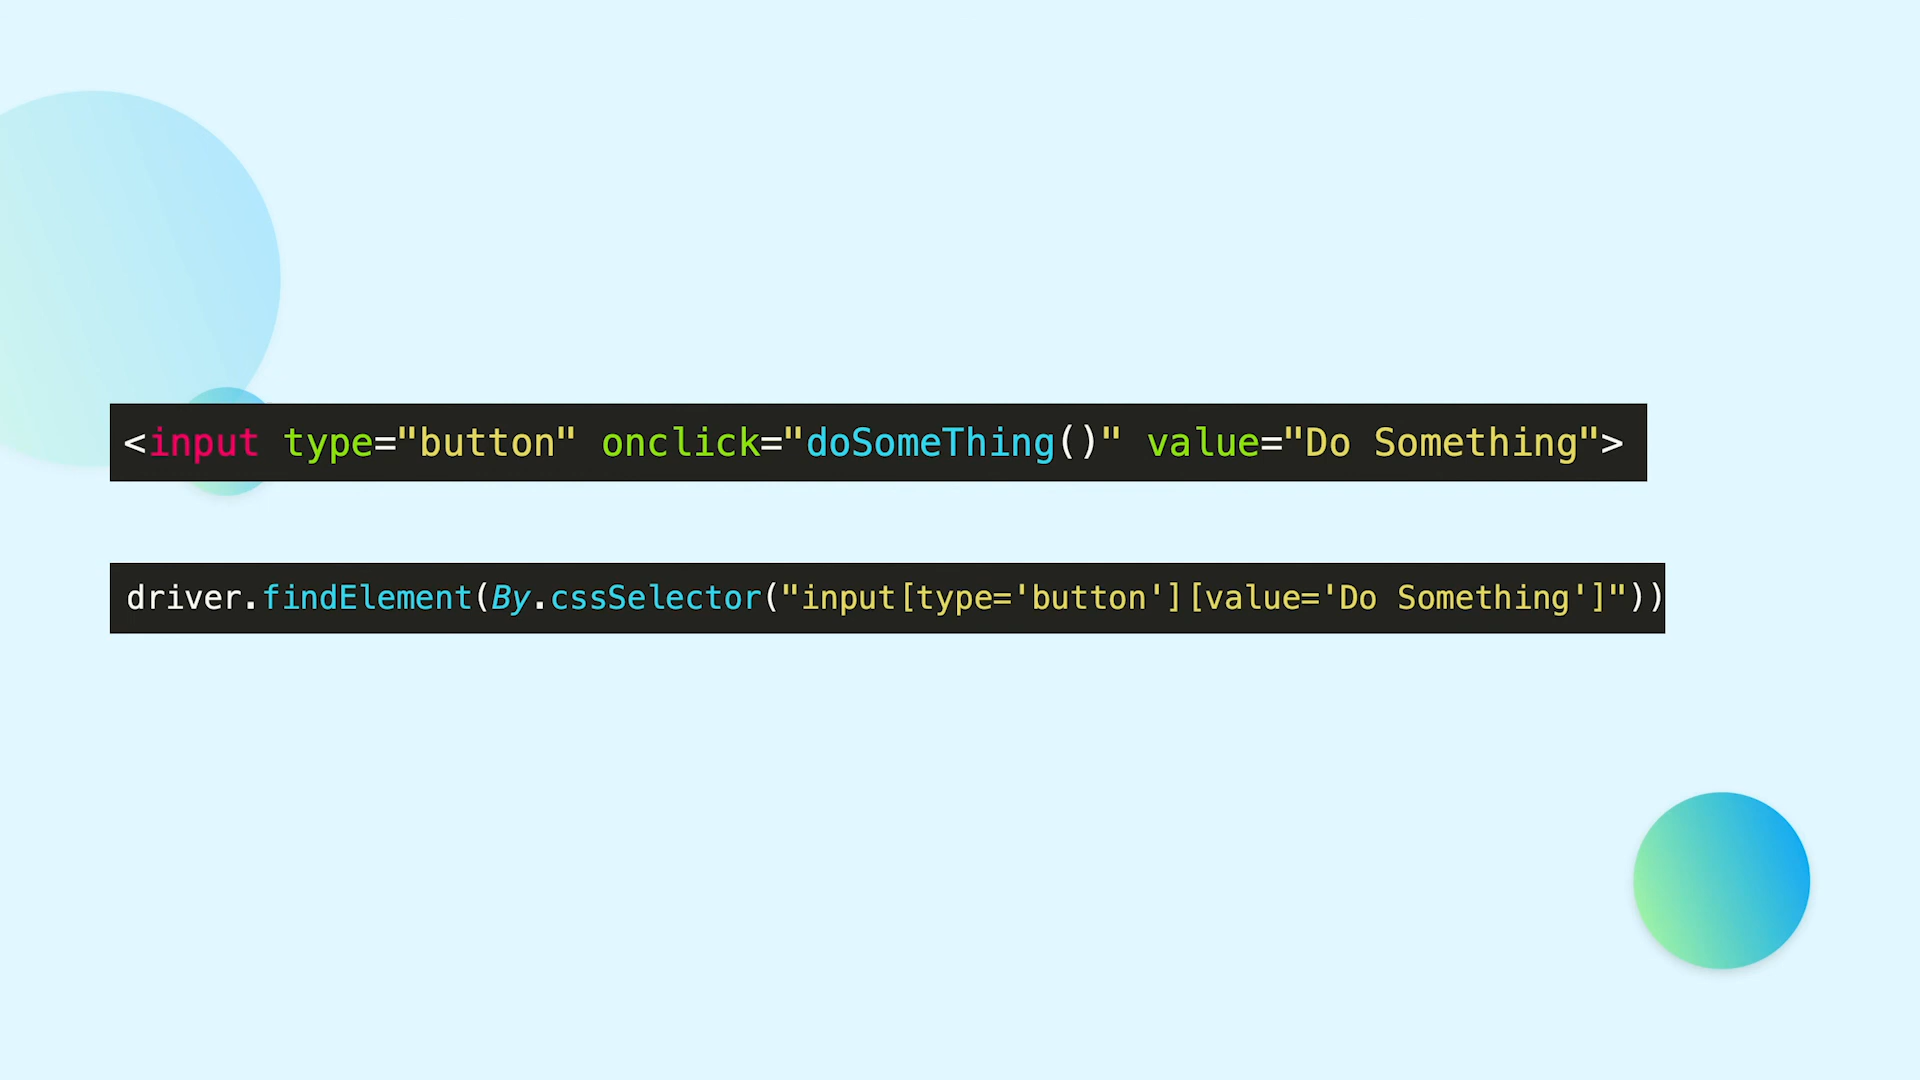 <input type="button" onclick="doSomeThing()" value="Do Something">
driver.findElement(By.cssSelector("input[type='button'][value='Do Something']"))